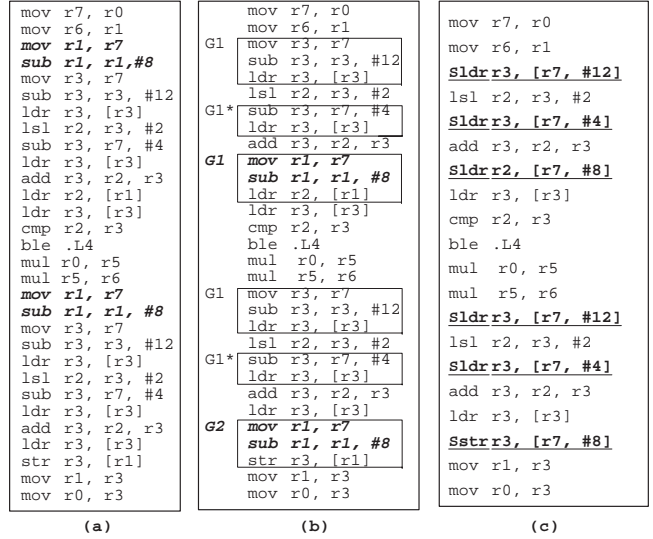 mov r7, r0
mov r6, r1
mov r1, r7
sub r1, r1,#8
mov r3, r7
sub r3, r3, #12
ldr r3, [r3]
lsl r2, r3, #2
sub r3, r7, #4
ldr r3, [r3]
add r3, r2, r3
ldr r2, [r1]
ldr r3, [r3]
cmp r2, r3
ble .L4
mul r0, r5
mul r5, r6
mov r1, r7
sub r1, r1, #8
mov r3, r7
sub r3, r3, #12
ldr r3, [r3]
lsl r2, r3, #2
sub r3, r7, #4
ldr r3, [r3]
add r3, r2, r3
ldr r3, [r3]
str r3, [r1]
mov r1, r3
mov r0, r3
(a)
mov r7, r0
mov r6, r1
G1 mov r3, r7
sub r3, r3, #12
ldr r3, [r3]
lsl r2, r3, #2
G1* sub r3, r7, #4
ldr r3, [r3]
add r3, r2, r3
G1 mov r1, r7
sub r1, r1, #8
ldr r2, [r1]
ldr r3, [r3]
cmp r2, r3
ble .L4
mul r0, r5
mul r5, r6
G1 mov r3, r7
sub r3, r3, #12
ldr r3, [r3]
lsl r2, r3, #2
G1* sub r3, r7, #4
ldr r3, [r3]
add r3, r2, r3
ldr r3, [r3]
G2 mov r1, r7
sub r1, r1, #8
str r3, [r1]
mov r1, r3
mov r0, r3
(b)
mov r7, r0
mov r6, r1
Sldr r3, [r7, #12]
lsl r2, r3, #2
Sldr r3, [r7, #4]
add r3, r2, r3
Sldr r2, [r7, #8]
ldr r3, [r3]
cmp r2, r3
ble .L4
mul r0, r5
mul r5, r6
Sldr r3, [r7, #12]
lsl r2, r3, #2
Sldr r3, [r7, #4]
add r3, r2, r3
ldr r3, [r3]
Sstr r3, [r7, #8]
mov r1, r3
mov r0, r3
(c)